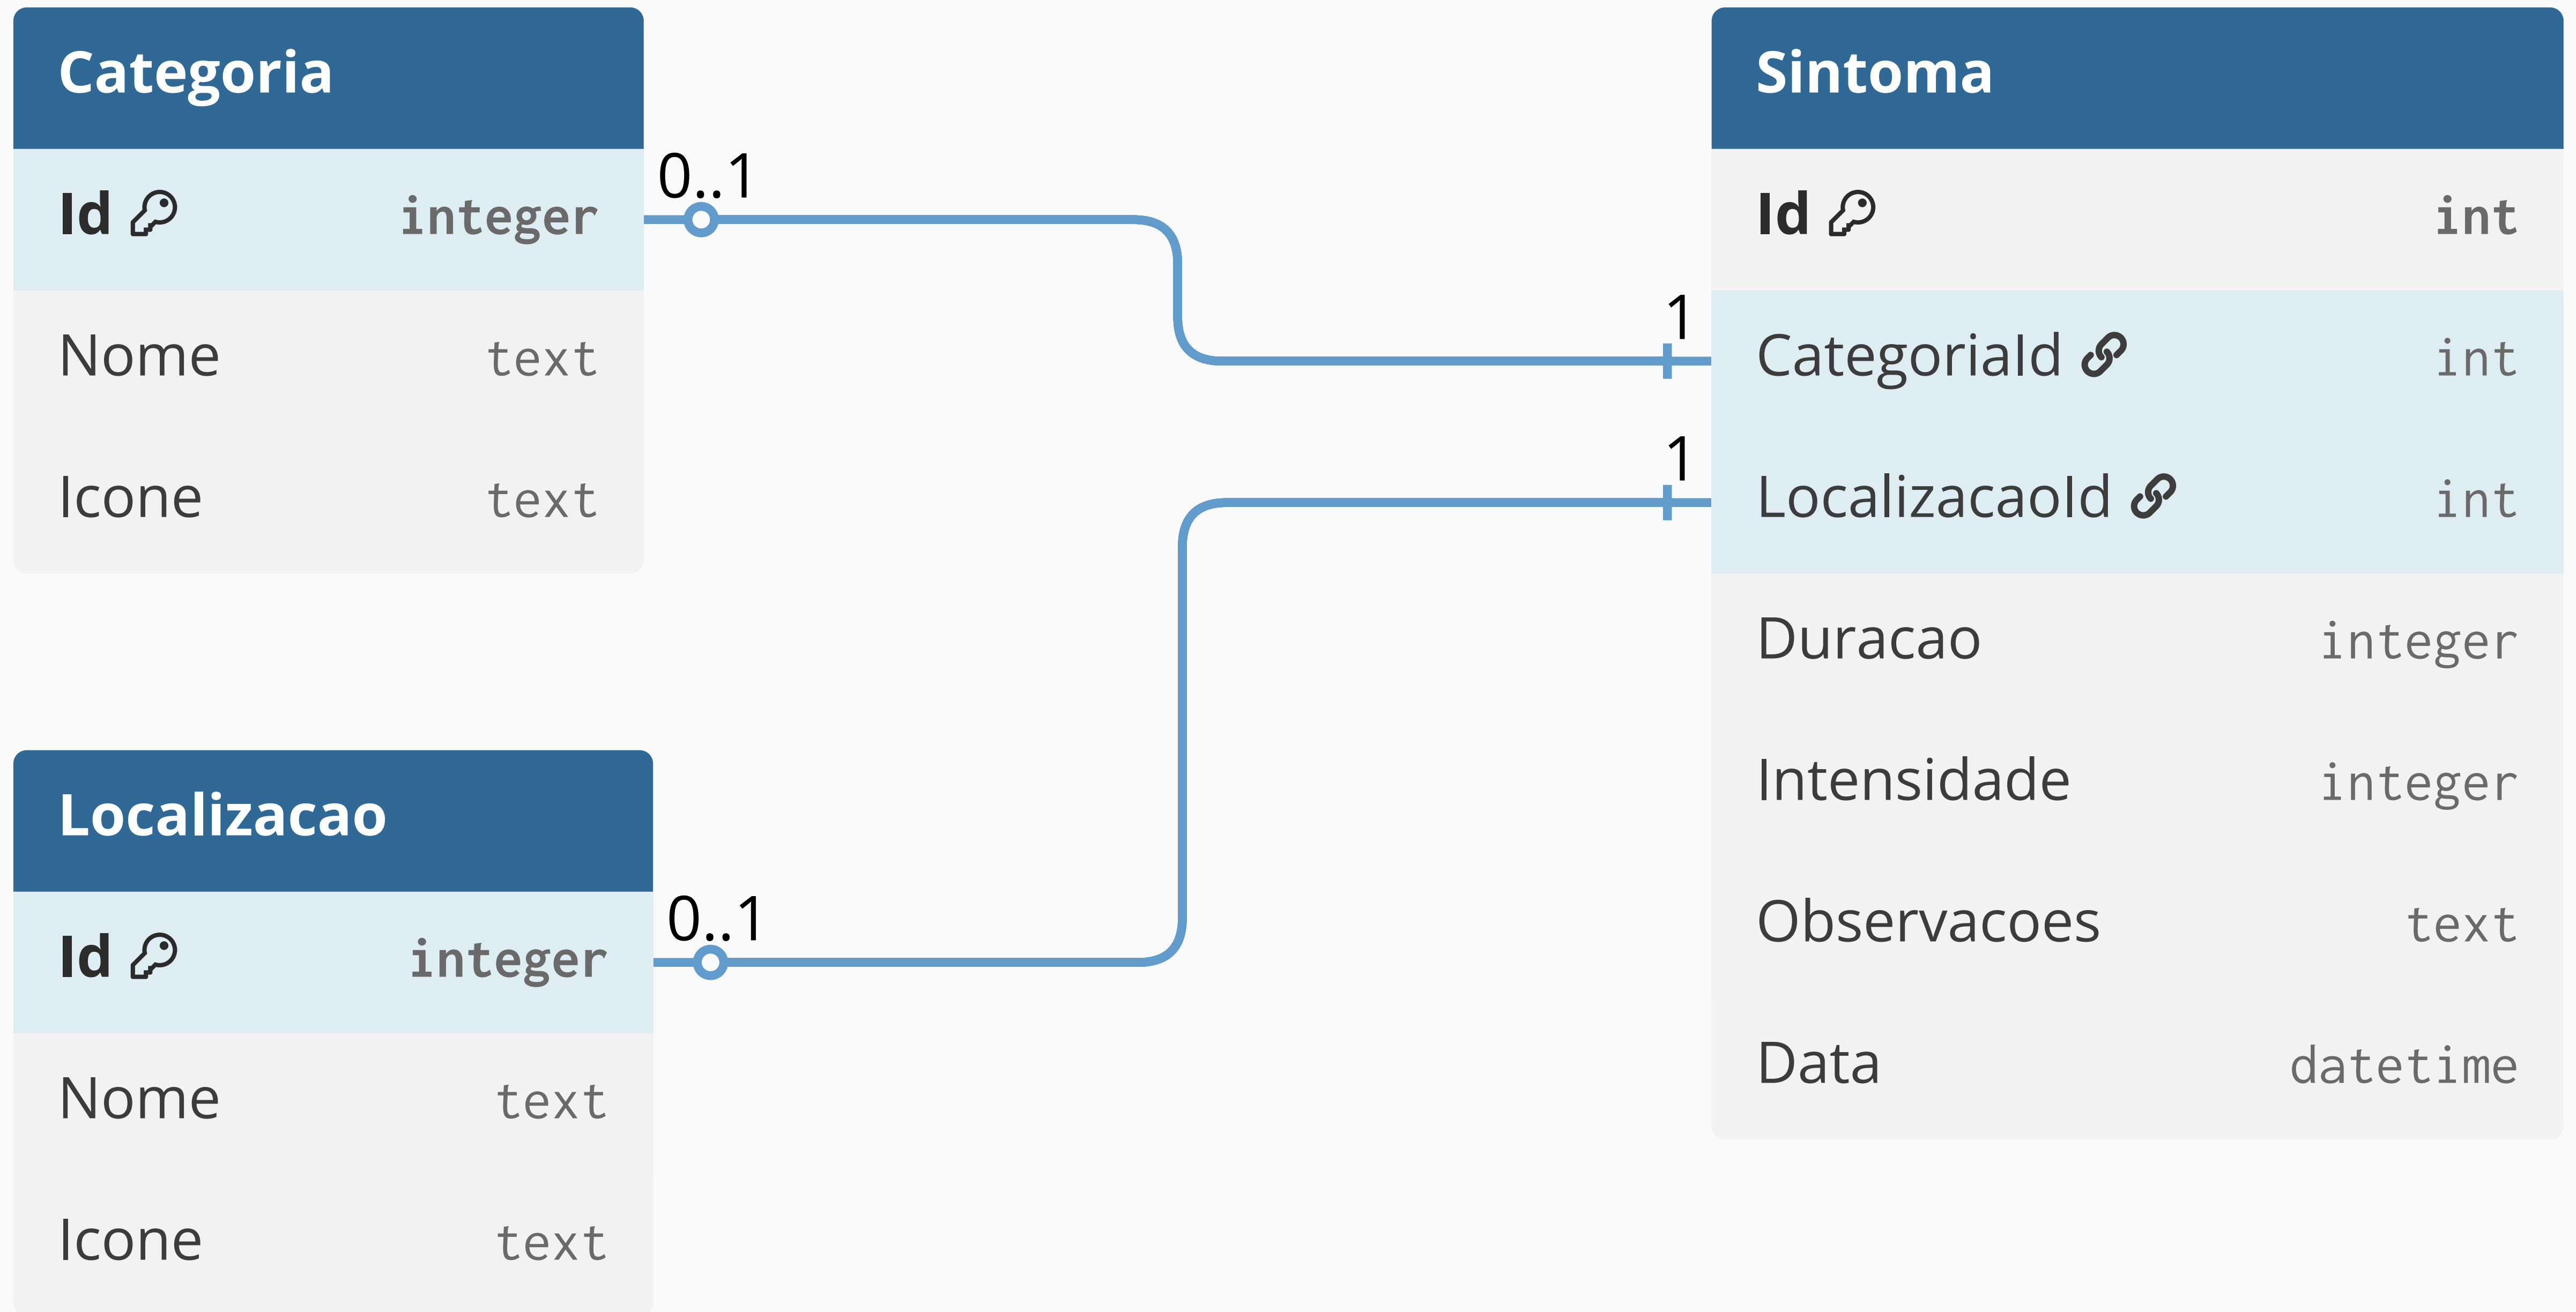 Categoria
Id integer
Nome text
Icone text
0..1
1
Sintoma
Id int
CategoriaId int
LocalizacaoId int
Duracao integer
Intensidade integer
Observacoes text
Data datetime
1
0..1
Localizacao
Id integer
Nome text
Icone text